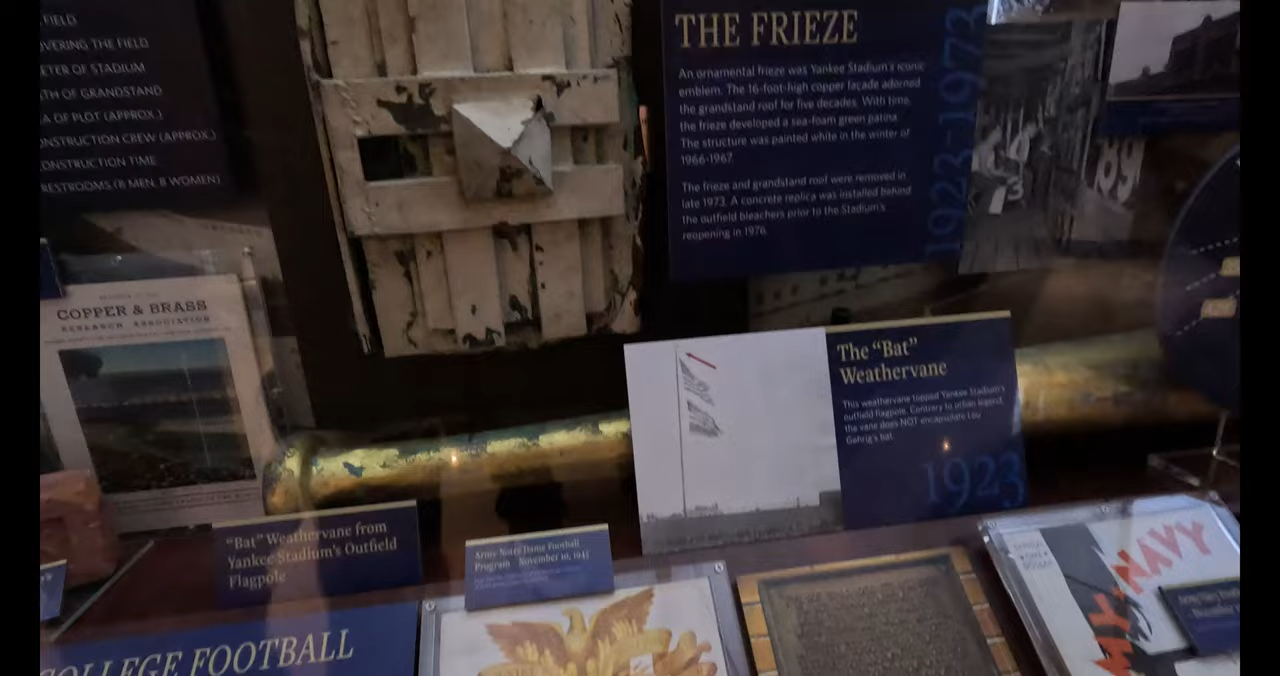 FIELD
OVERING THE FIELD
ETER OF STADIUM
TH OF GRANDSTAND
A OF PLOT (APPROX.)
ONSTRUCTION CREW (APPROX.)
ONSTRUCTION TIME
RESTROOMS (8 MEN, 8 WOMEN)
THE FRIEZE
An ornamental frieze was Yankee Stadium's iconic
emblem. The 16-foot-high copper façade adorned
the grandstand roof for five decades. With time,
the frieze developed a sea-foam green patina.
The structure was painted white in the winter of
1966-1967.
The frieze and grandstand roof were removed in
late 1973. A concrete replica was installed behind
the outfield bleachers prior to the Stadium's
reopening in 1976.
1923-1973
13
89
COPPER & BRASS
RESEARCH ASSOCIATION
The "Bat"
Weathervane
This weathervane topped Yankee Stadium's
outfield flagpole. Contrary to urban legend,
the vane does NOT encapsulate Lou
Gehrig's bat.
1923
"Bat" Weathervane from
Yankee Stadium's Outfield
Flagpole
Army-Notre Dame Football
Program November 10, 1945
COLLEGE FOOTBALL
MY-NAVY